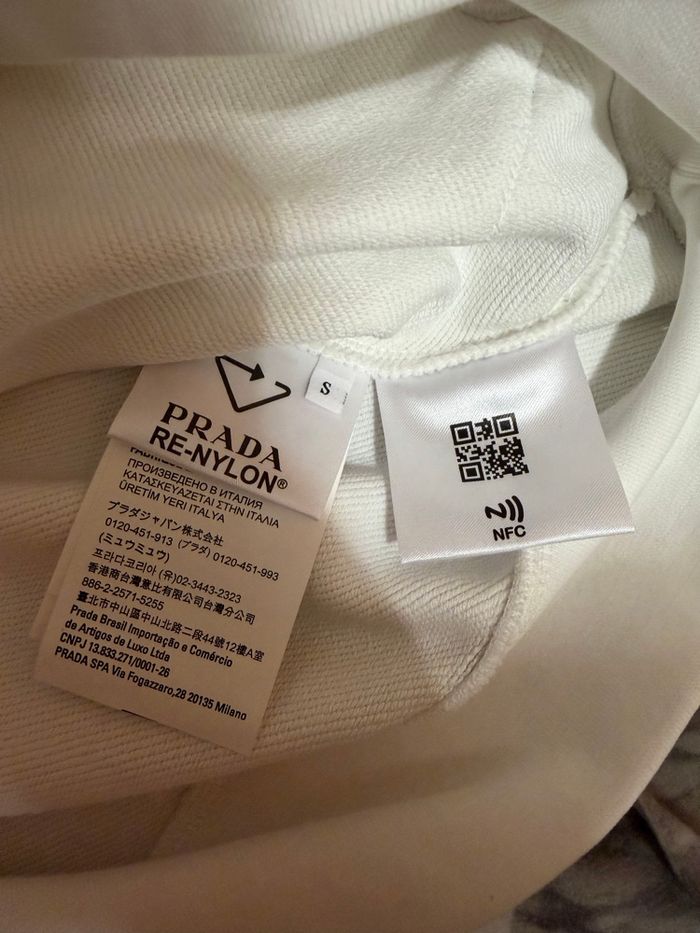 S
PRADA
RE-NYLON®
ПРОИЗВЕДЕНО В ИТАЛИЯ
ΚΑΤΑΣΚΕΥΑΖΕΤΑΙ ΣΤΗΝ ΙΤΑΛΙΑ
ÜRETİM YERİ ITALYA
プラダジャパン株式会社
0120-451-913 (プラダ) 0120-451-993
(ミュウミュウ)
프라다코리아 (유)02-3443-2323
香港商台灣意比有限公司台灣分公司
886-2-2571-5255
臺北市中山區中山北路二段44號12樓A室
Prada Brasil Importação e Comércio
de Artigos de Luxo Ltda
CNPJ 13.833.271/0001-26
PRADA SPA Via Fogazzaro,28 20135 Milano
NFC